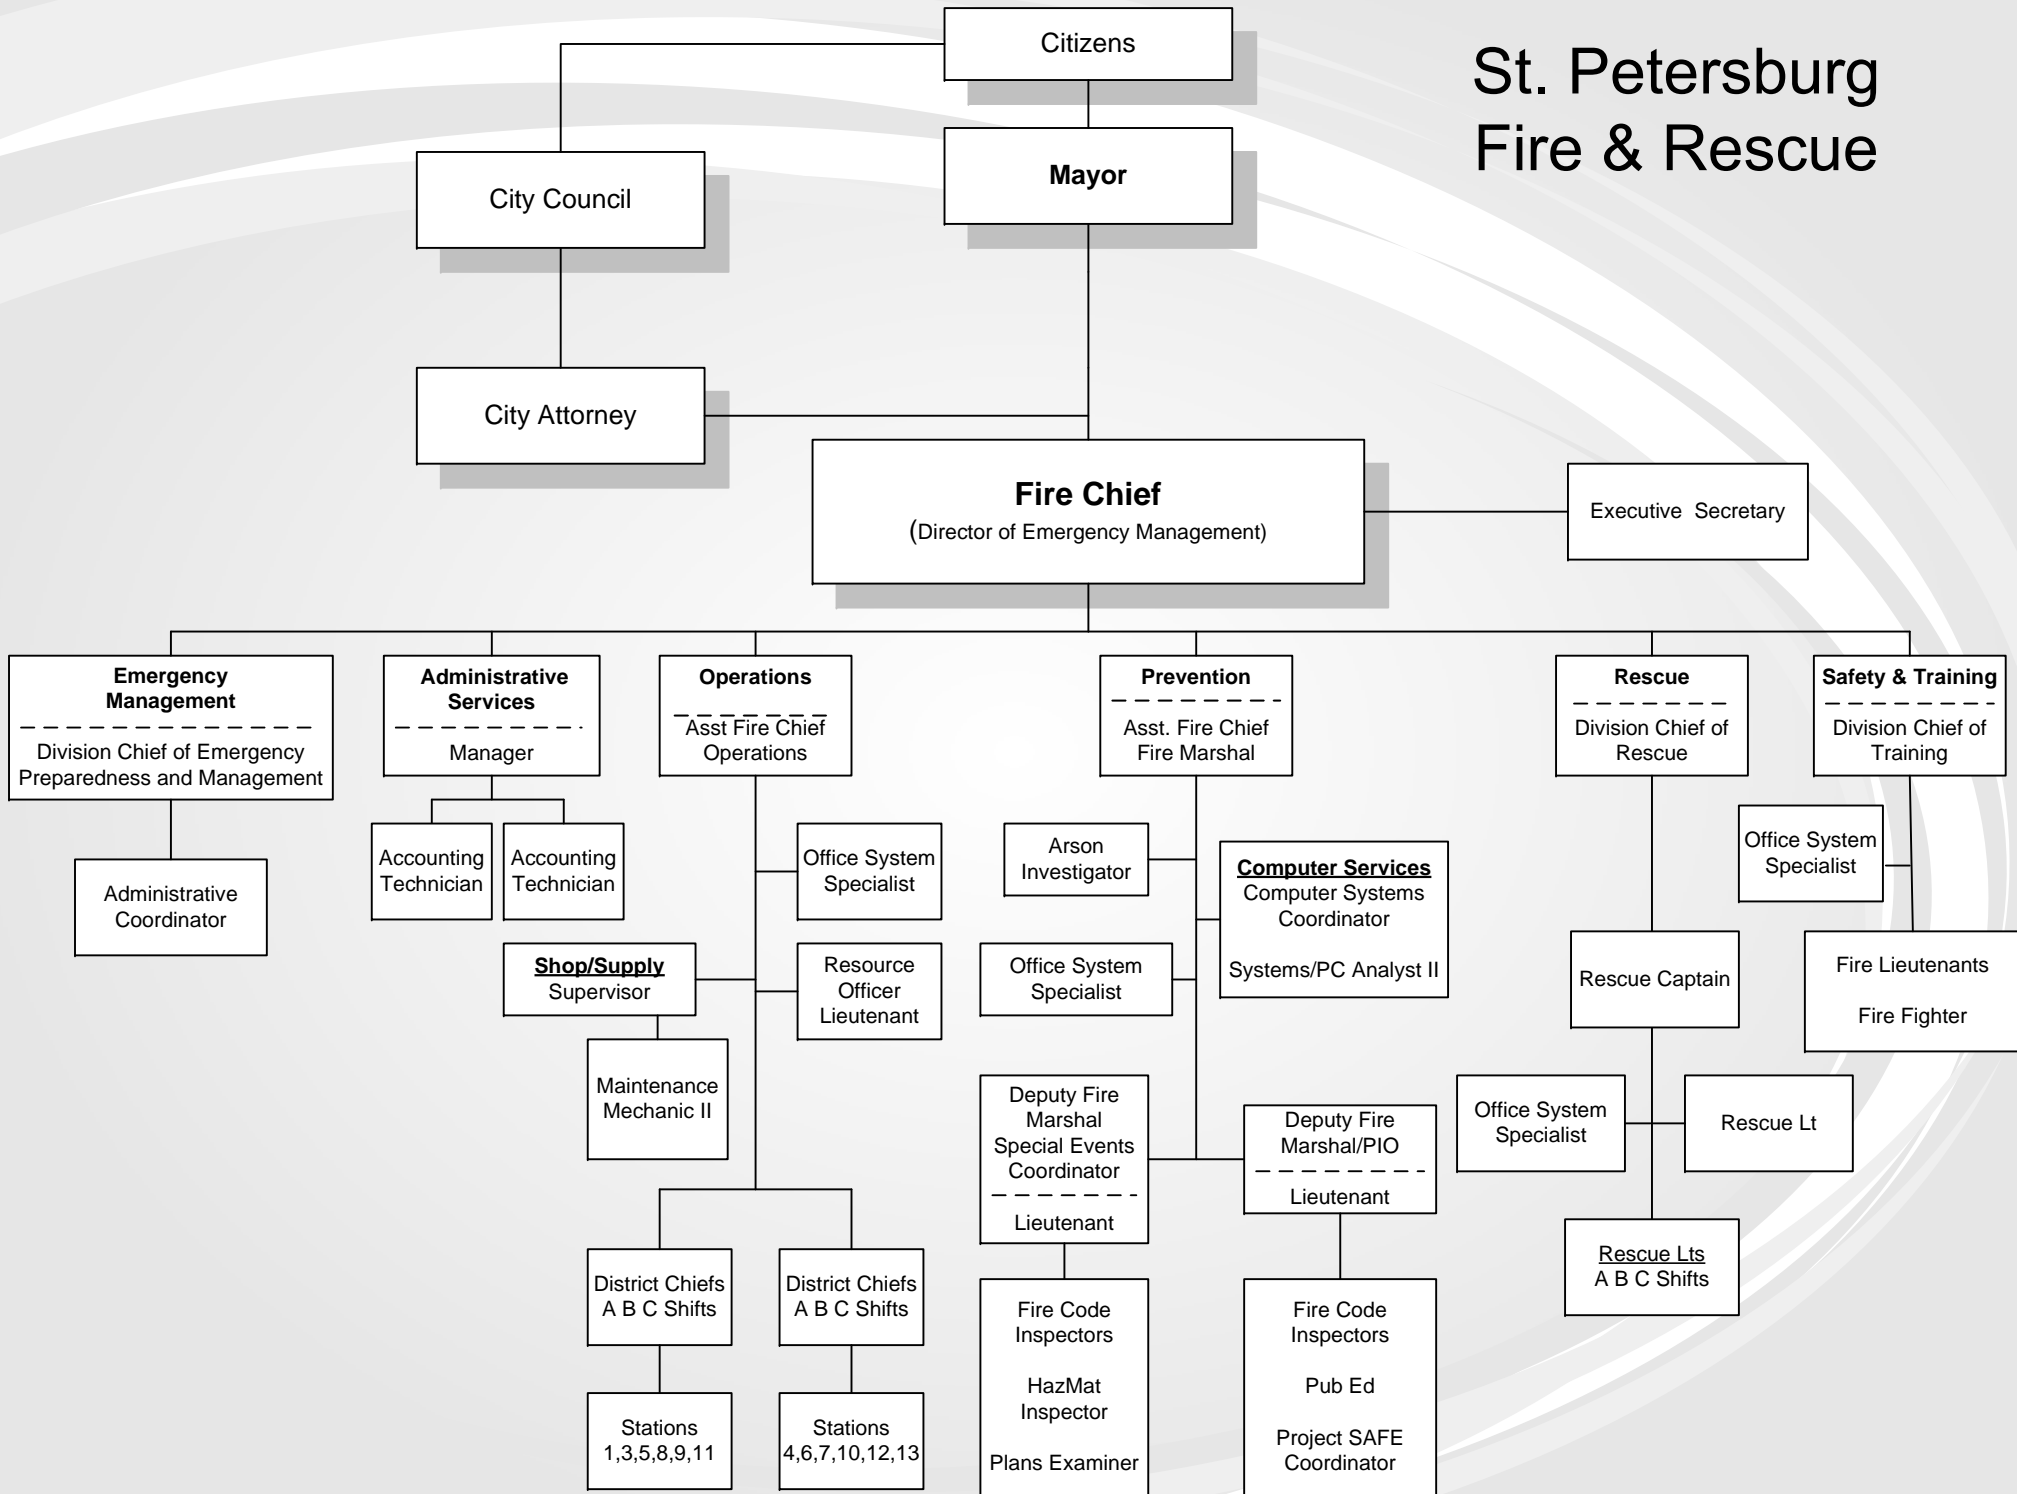 St. Petersburg
Fire & Rescue
Citizens
Mayor
City Council
City Attorney
Fire Chief
(Director of Emergency Management)
Executive Secretary
Emergency
Management
Division Chief of Emergency
Preparedness and Management
Administrative
Coordinator
Administrative
Services
Manager
Accounting
Technician
Accounting
Technician
Operations
Asst Fire Chief
Operations
Office System
Specialist
Shop/Supply
Supervisor
Resource
Officer
Lieutenant
Maintenance
Mechanic II
District Chiefs
A B C Shifts
District Chiefs
A B C Shifts
Stations
1,3,5,8,9,11
Stations
4,6,7,10,12,13
Prevention
Asst. Fire Chief
Fire Marshal
Arson
Investigator
Computer Services
Computer Systems
Coordinator
Systems/PC Analyst II
Office System
Specialist
Deputy Fire
Marshal
Special Events
Coordinator
Lieutenant
Deputy Fire
Marshal/PIO
Lieutenant
Fire Code
Inspectors
HazMat
Inspector
Plans Examiner
Fire Code
Inspectors
Pub Ed
Project SAFE
Coordinator
Rescue
Division Chief of
Rescue
Rescue Captain
Office System
Specialist
Rescue Lt
Rescue Lts
A B C Shifts
Safety & Training
Division Chief of
Training
Office System
Specialist
Fire Lieutenants
Fire Fighter